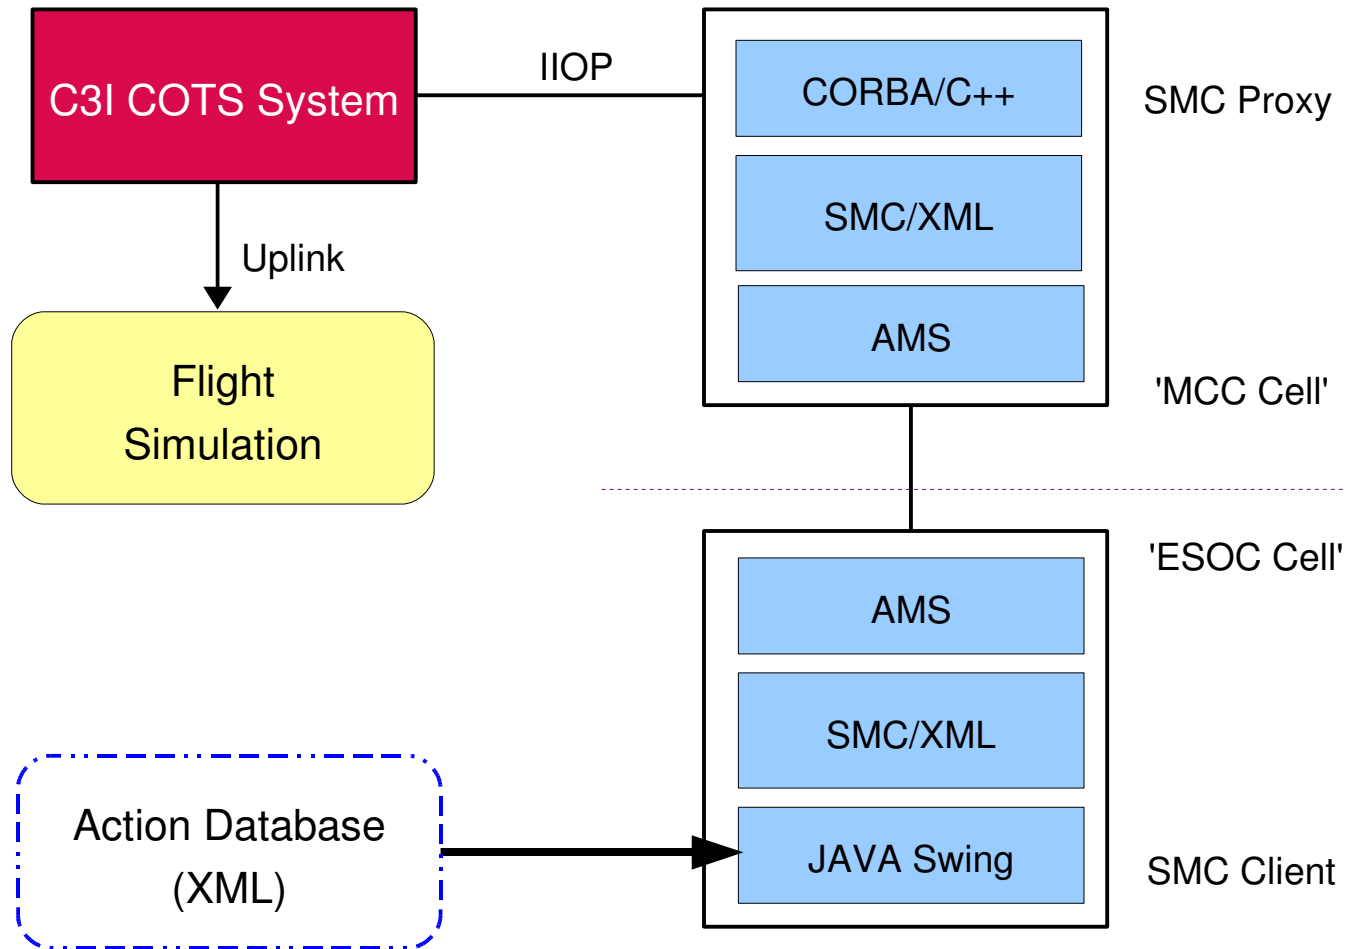 C3I COTS System
IIOP
CORBA/C++
SMC Proxy
SMC/XML
Uplink
AMS
Flight
Simulation
'MCC Cell'
'ESOC Cell'
AMS
SMC/XML
Action Database
(XML)
JAVA Swing
SMC Client